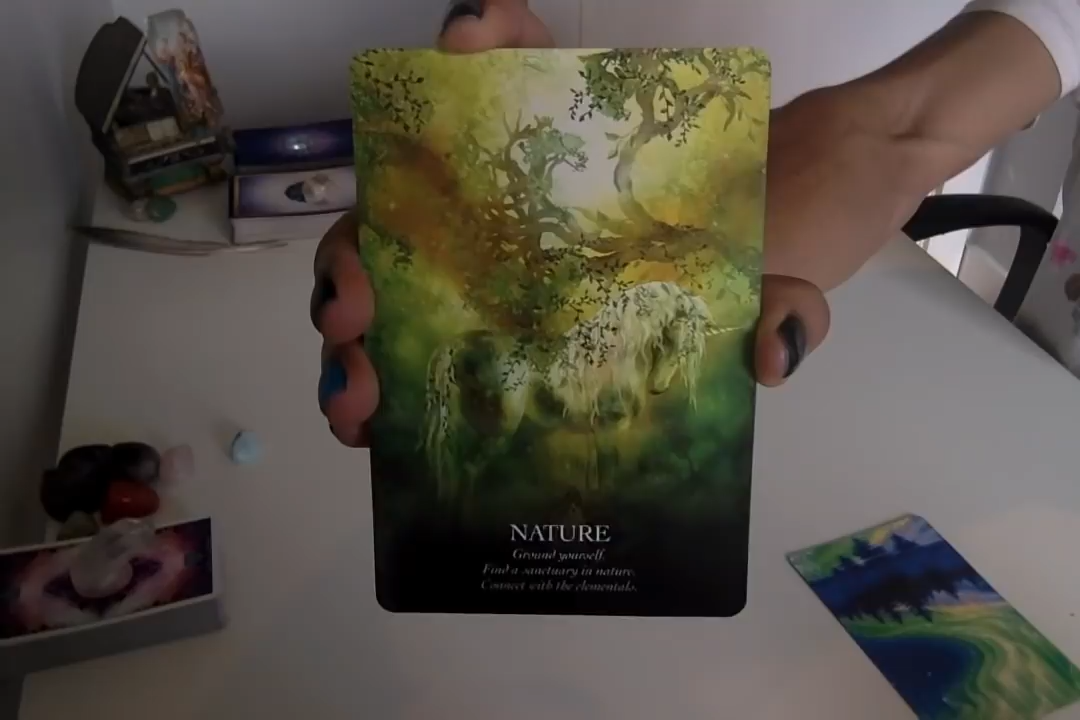 NATURE
Ground yourself.
Find a sanctuary in nature.
Connect with the elementals.